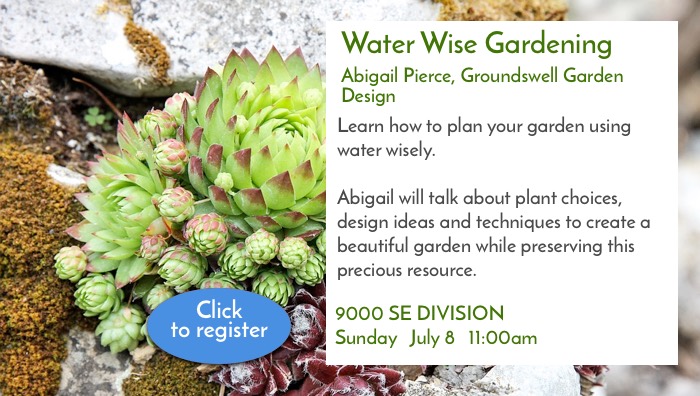 Water Wise Gardening
Abigail Pierce, Groundswell Garden
Design
Learn how to plan your garden using
water wisely.
Abigail will talk about plant choices,
design ideas and techniques to create a
beautiful garden while preserving this
precious resource.
9000 SE DIVISION
Sunday July 8 11:00am
Click
to register